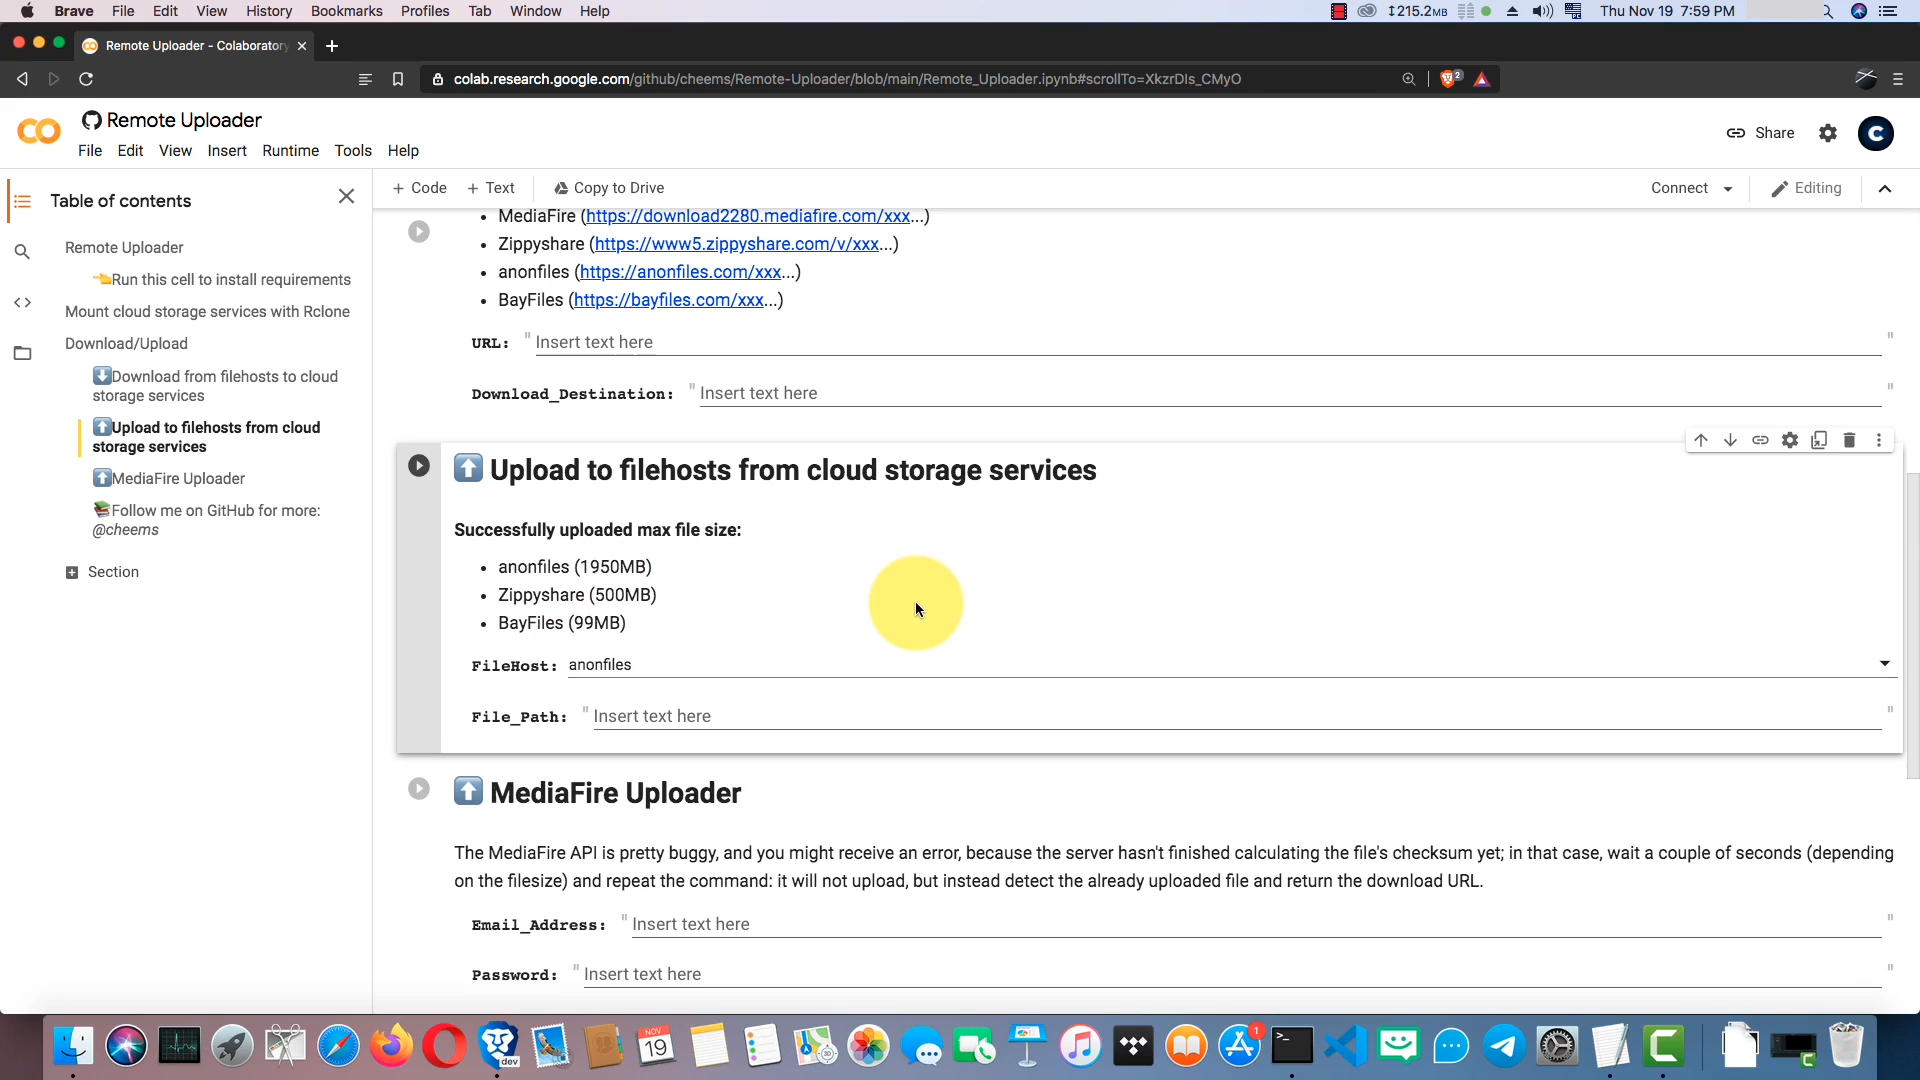 Brave File Edit View History Bookmarks Profiles Tab Window Help
215.2MB Thu Nov 19 7:59 PM
Remote Uploader - Colaboratory
colab.research.google.com/github/cheems/Remote-Uploader/blob/main/Remote_Uploader.ipynb#scrollTo=XkzrDIs_CMyO
2
Remote Uploader
File Edit View Insert Runtime Tools Help
Share
C
Table of contents
+ Code + Text Copy to Drive
Connect Editing
Remote Uploader
Run this cell to install requirements
Mount cloud storage services with Rclone
Download/Upload
Download from filehosts to cloud
storage services
Upload to filehosts from cloud
storage services
MediaFire Uploader
Follow me on GitHub for more:
@cheems
Section
• MediaFire (https://download2280.mediafire.com/xxx...)
• Zippyshare (https://www5.zippyshare.com/v/xxx...)
• anonfiles (https://anonfiles.com/xxx...)
• BayFiles (https://bayfiles.com/xxx...)
URL: " Insert text here "
Download_Destination: " Insert text here "
Upload to filehosts from cloud storage services
Successfully uploaded max file size:
• anonfiles (1950MB)
• Zippyshare (500MB)
• BayFiles (99MB)
FileHost: anonfiles
File_Path: " Insert text here "
MediaFire Uploader
The MediaFire API is pretty buggy, and you might receive an error, because the server hasn't finished calculating the file's checksum yet; in that case, wait a couple of seconds (depending
on the filesize) and repeat the command: it will not upload, but instead detect the already uploaded file and return the download URL.
Email_Address: " Insert text here "
Password: " Insert text here "
dev
NOV
19
1